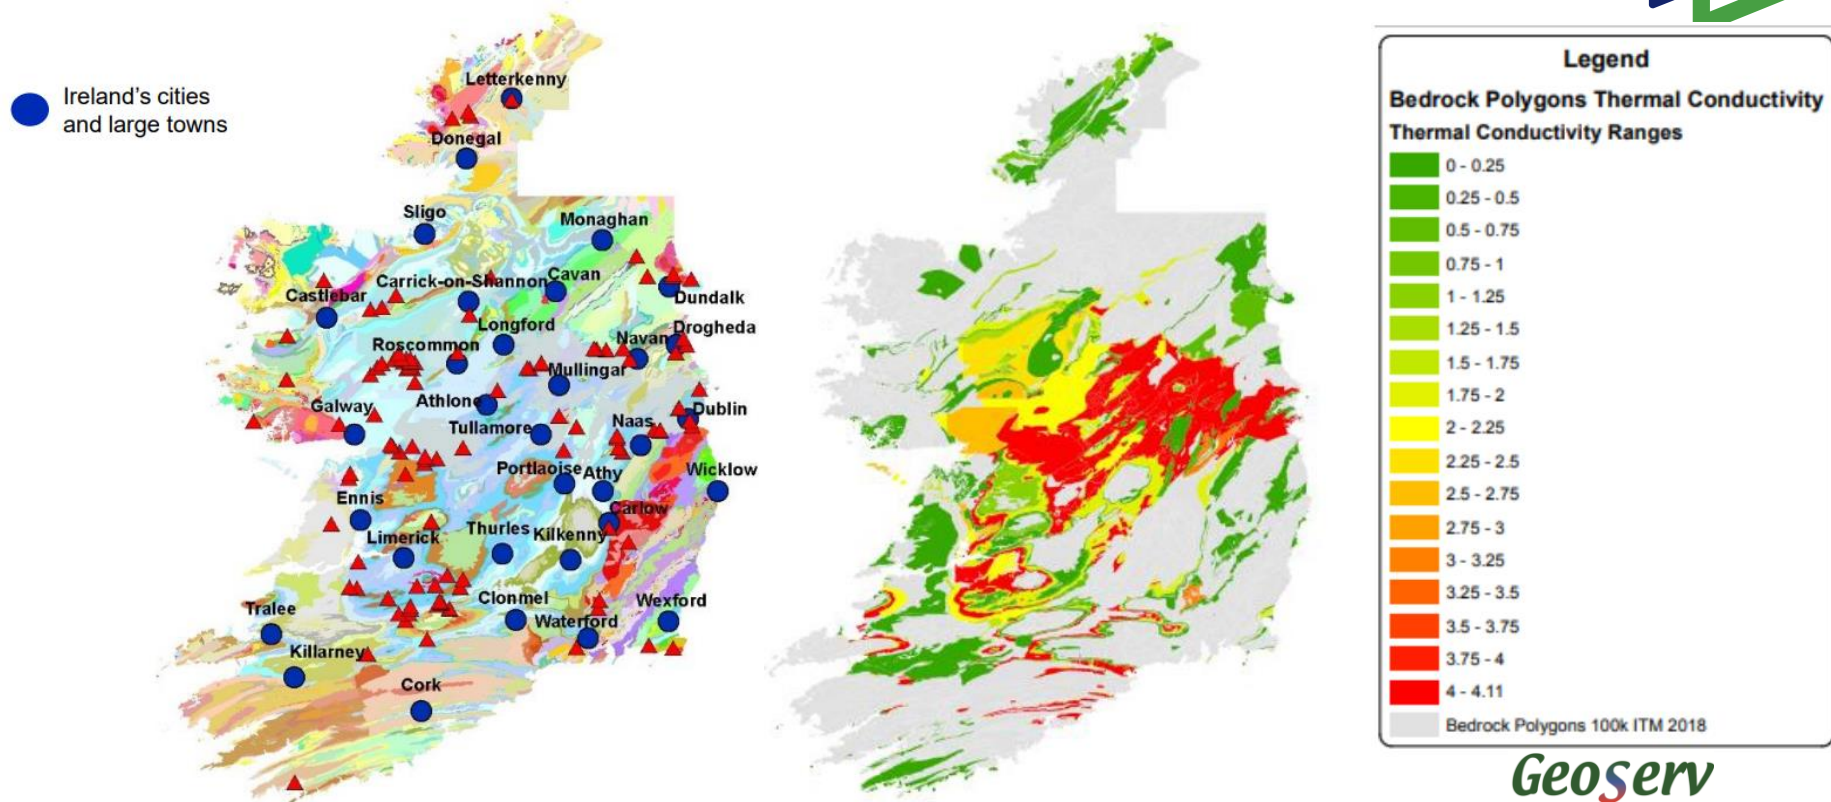 Ireland's cities
and large towns
Letterkenny
Donegal
Sligo
Monaghan
Carrick-on-Shannon
Cavan
Castlebar
Dundalk
Longford
Drogheda
Roscommon
Navan
Mullingar
Athlone
Galway
Dublin
Tullamore
Naas
Portlaoise
Athy
Wicklow
Ennis
Carlow
Limerick
Thurles
Kilkenny
Clonmel
Tralee
Wexford
Waterford
Killarney
Cork
Legend
Bedrock Polygons Thermal Conductivity
Thermal Conductivity Ranges
0 - 0.25
0.25 - 0.5
0.5 - 0.75
0.75 - 1
1 - 1.25
1.25 - 1.5
1.5 - 1.75
1.75 - 2
2 - 2.25
2.25 - 2.5
2.5 - 2.75
2.75 - 3
3 - 3.25
3.25 - 3.5
3.5 - 3.75
3.75 - 4
4 - 4.11
Bedrock Polygons 100k ITM 2018
Geoserv